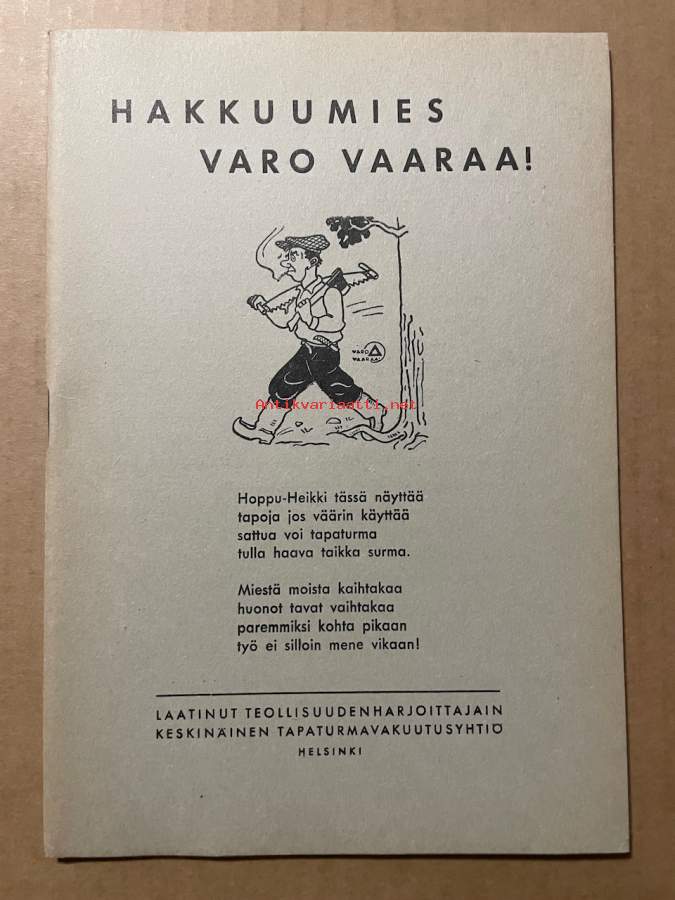 HAKKUUMIES
VARO VAARAA!
VARO
VAARAA!
Antikvariaatti.net
Hoppu-Heikki tässä näyttää
tapoja jos väärin käyttää
sattua voi tapaturma
tulla haava taikka surma.
Miestä moista kaihtakaa
huonot tavat vaihtakaa
paremmiksi kohta pikaan
työ ei silloin mene vikaan!
LAATINUT TEOLLISUUDENHARJOITTAJAIN
KESKINÄINEN TAPATURMAVAKUUTUSYHTIÖ
HELSINKI